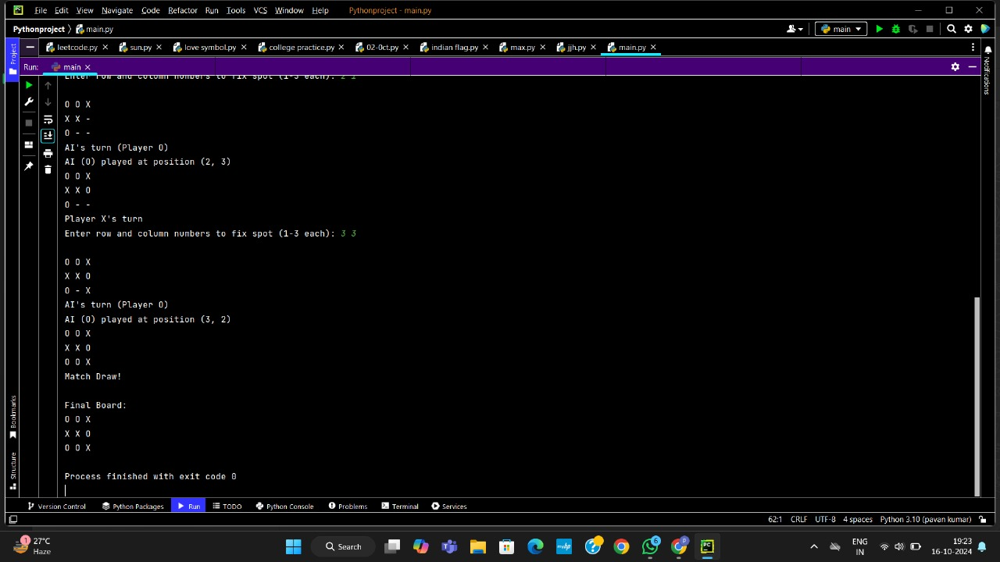 File Edit View Navigate Code Refactor Run Tools VCS Window Help Pythonproject - main.py
Pythonproject main.py main
leetcode.py sun.py love symbol.py college practice.py 02-0ct.py indian flag.py max.py jjh.py main.py
Project
Notifications
Run: main
Enter row and column numbers to fix spot (1-3 each): 2 1
O O X
X X -
O - -
AI's turn (Player O)
AI (O) played at position (2, 3)
O O X
X X O
O - -
Player X's turn
Enter row and column numbers to fix spot (1-3 each): 3 3
O O X
X X O
O - X
AI's turn (Player O)
AI (O) played at position (3, 2)
O O X
X X O
O O X
Match Draw!
Final Board:
O O X
X X O
O O X
Process finished with exit code 0
Bookmarks
Structure
Version Control Python Packages Run TODO Python Console Problems Terminal Services
62:1 CRLF UTF-8 4 spaces Python 3.10 (pavan kumar)
1 27°C
Haze
Search
6
P
ENG
IN
19:23
16-10-2024